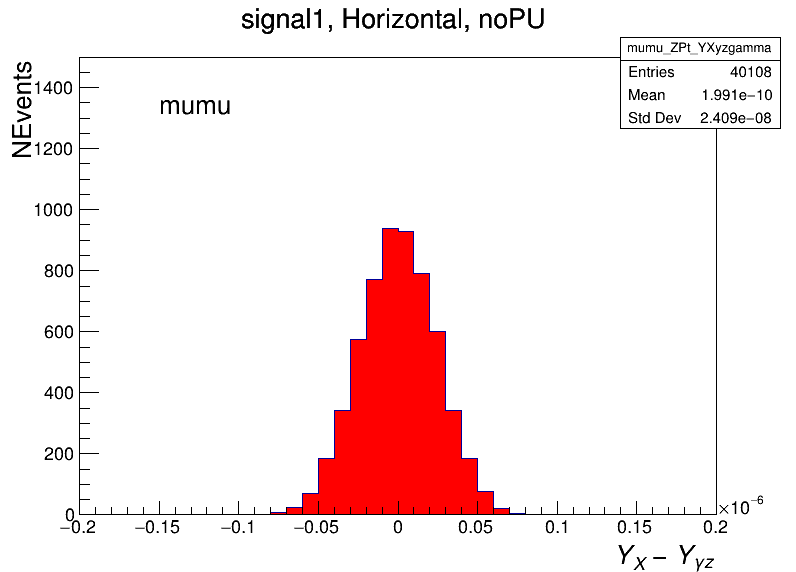 signal1, Horizontal, noPU
mumu_ZPt_YXyzgamma
Entries 40108
Mean 1.991e−10
Std Dev 2.409e−08
NEvents
mumu
1400
1200
1000
800
600
400
200
0
−0.2 −0.15 −0.1 −0.05 0 0.05 0.1 0.15 0.2
×10⁻⁶
Y_X − Y_γz